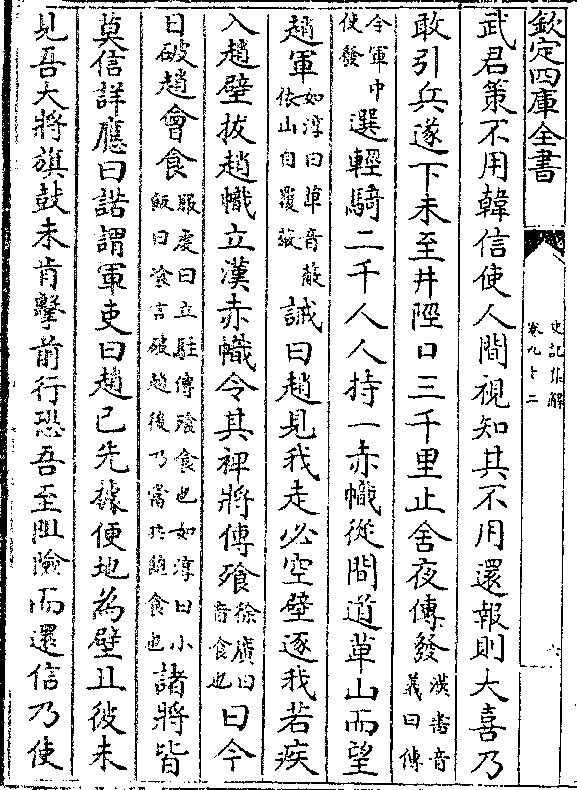 欽定四庫全書
史記集解
卷九十二
六
武君策不用韓信使人間視知其不用還報則大喜乃
敢引兵遂下未至井陘口三千里止舍夜傳發漢書音義曰傳
令軍中使發選輕騎二千人人持一赤幟從間道萆山而望
趙軍如淳曰萆音蔽依山自覆蔽誡曰趙見我走必空壁逐我若疾
入趙壁拔趙幟立漢赤幟令其裨將傳飱徐廣曰音食也曰今
日破趙會食服虔曰立駐傳飱食也如淳曰小飯曰飱言破趙後乃當共飽食也諸將皆
莫信詳應曰諾謂軍吏曰趙已先據便地為壁且彼未
見吾大將旗鼓未肯擊前行恐吾至阻險而還信乃使